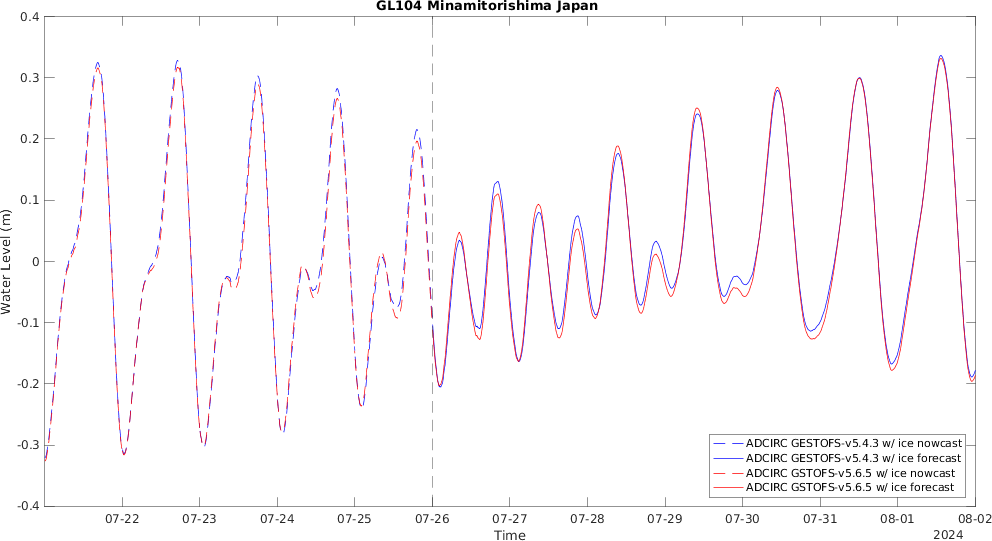 GL104 Minamitorishima Japan
0.4
0.3
0.2
0.1
0
-0.1
-0.2
-0.3
-0.4
Water Level (m)
07-22 07-23 07-24 07-25 07-26 07-27 07-28 07-29 07-30 07-31 08-01 08-02
Time
2024
ADCIRC GESTOFS-v5.4.3 w/ ice nowcast
ADCIRC GESTOFS-v5.4.3 w/ ice forecast
ADCIRC GSTOFS-v5.6.5 w/ ice nowcast
ADCIRC GSTOFS-v5.6.5 w/ ice forecast